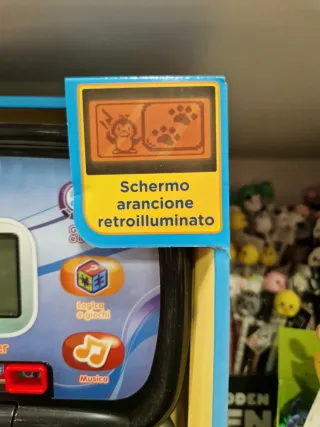 Schermo
arancione
retroilluminato
Logica
e giochi
Musica